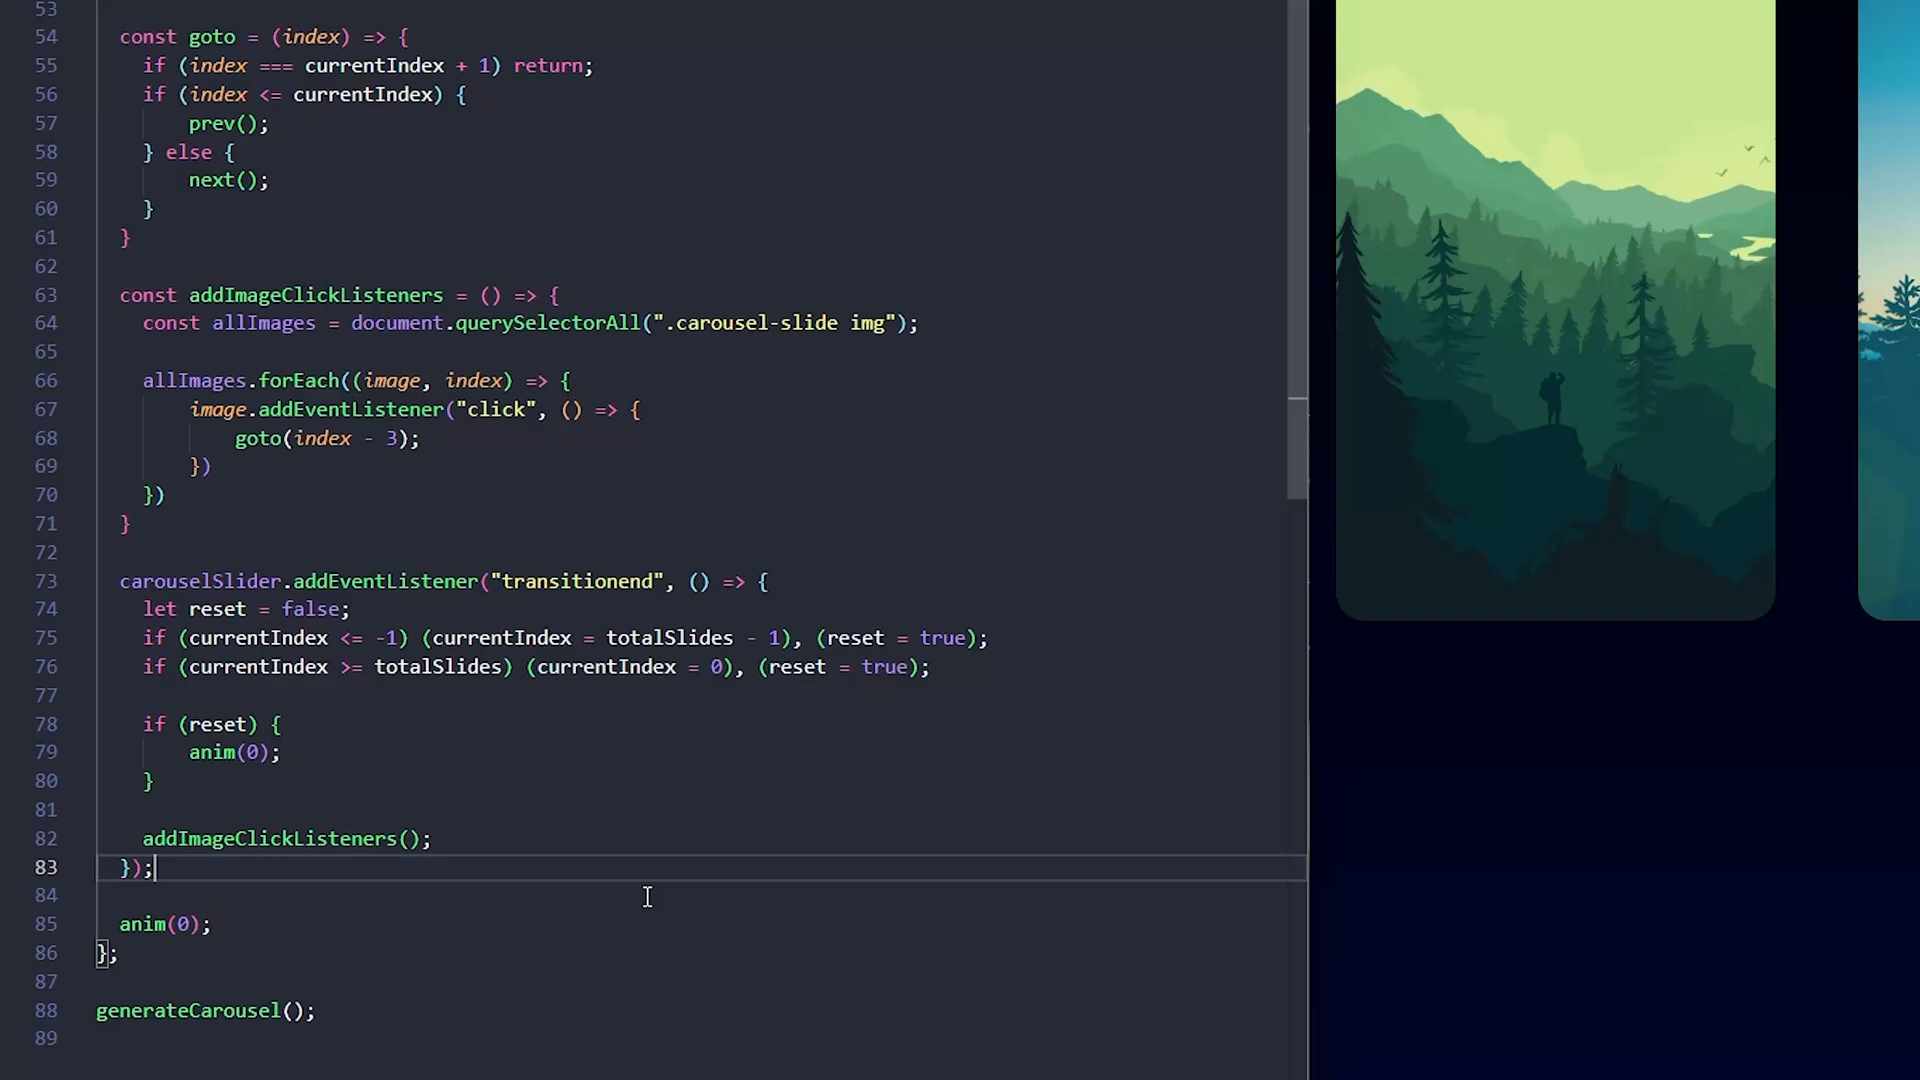 53
54 const goto = (index) => {
55 if (index === currentIndex + 1) return;
56 if (index <= currentIndex) {
57 prev();
58 } else {
59 next();
60 }
61 }
62
63 const addImageClickListeners = () => {
64 const allImages = document.querySelectorAll(".carousel-slide img");
65
66 allImages.forEach((image, index) => {
67 image.addEventListener("click", () => {
68 goto(index - 3);
69 })
70 })
71 }
72
73 carouselSlider.addEventListener("transitionend", () => {
74 let reset = false;
75 if (currentIndex <= -1) (currentIndex = totalSlides - 1), (reset = true);
76 if (currentIndex >= totalSlides) (currentIndex = 0), (reset = true);
77
78 if (reset) {
79 anim(0);
80 }
81
82 addImageClickListeners();
83 });
84
85 anim(0);
86 };
87
88 generateCarousel();
89